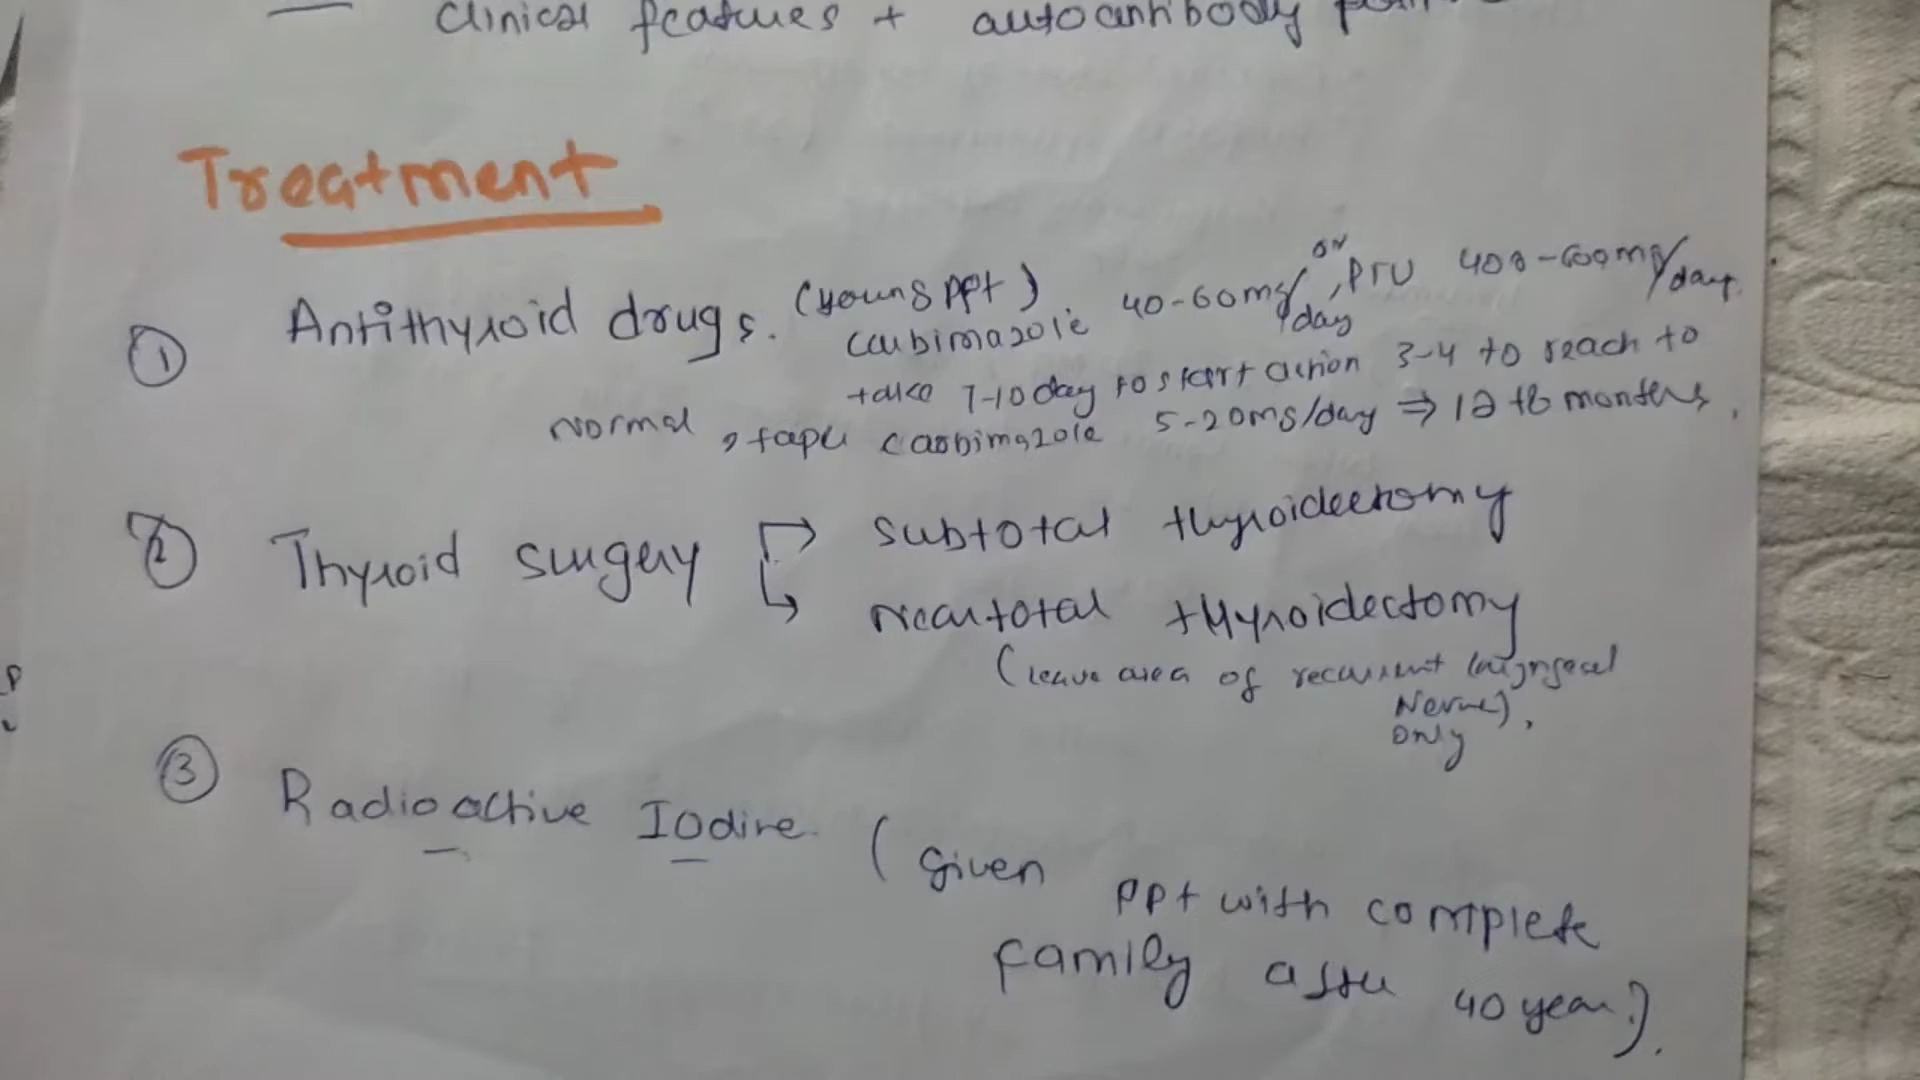 Clinical features + autoantibody
Treatment
① Antithyroid drugs. (young ppt)
carbimazole 40-60mg/day or, PTU 400-600mg/day.
take 7-10 day to start action 3-4 to reach to
normal, taper carbimazole 5-20mg/day ⇒ 12 18 months.
② Thyroid surgery → subtotal thyroidectomy
↳ neartotal thyroidectomy
(leave area of recurrent laryngeal
Nerve),
only
③ Radioactive Iodine (Given
ppt with complete
family after 40 year).